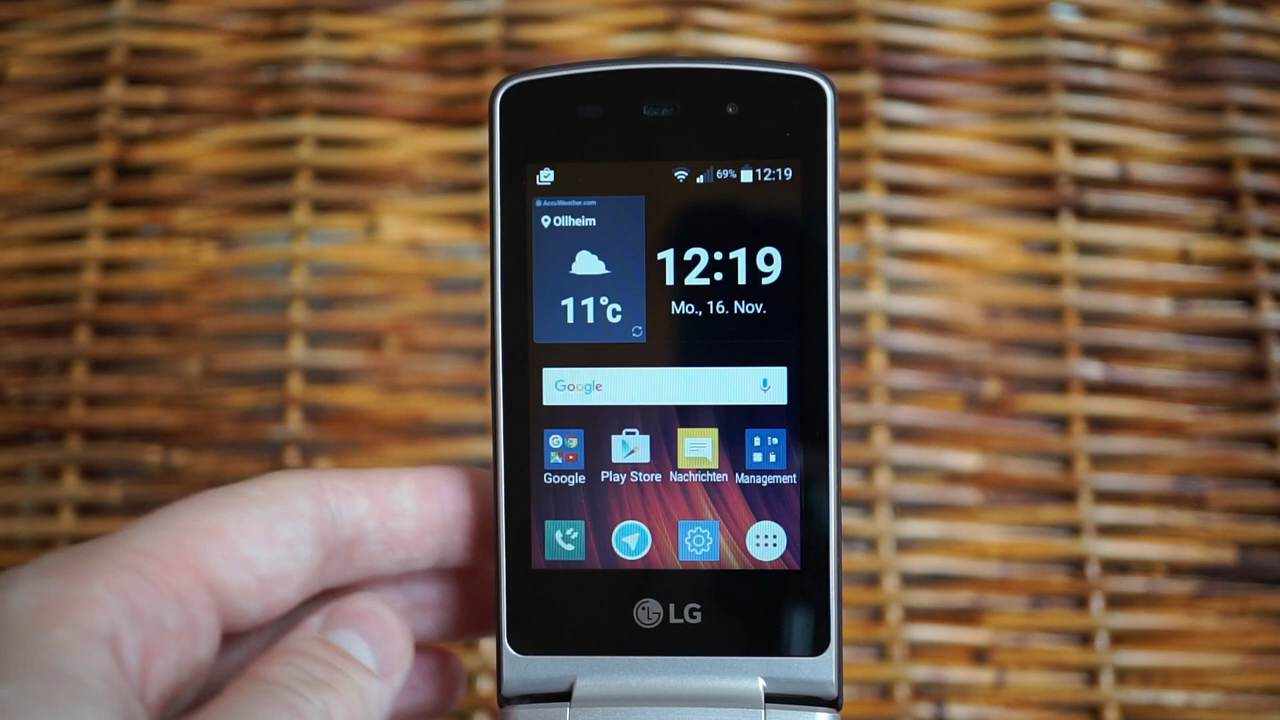 69% 12:19
AccuWeather.com
Ollheim
11°c
12:19
Mo., 16. Nov.
Google
Google
Play Store
Nachrichten
Management
LG